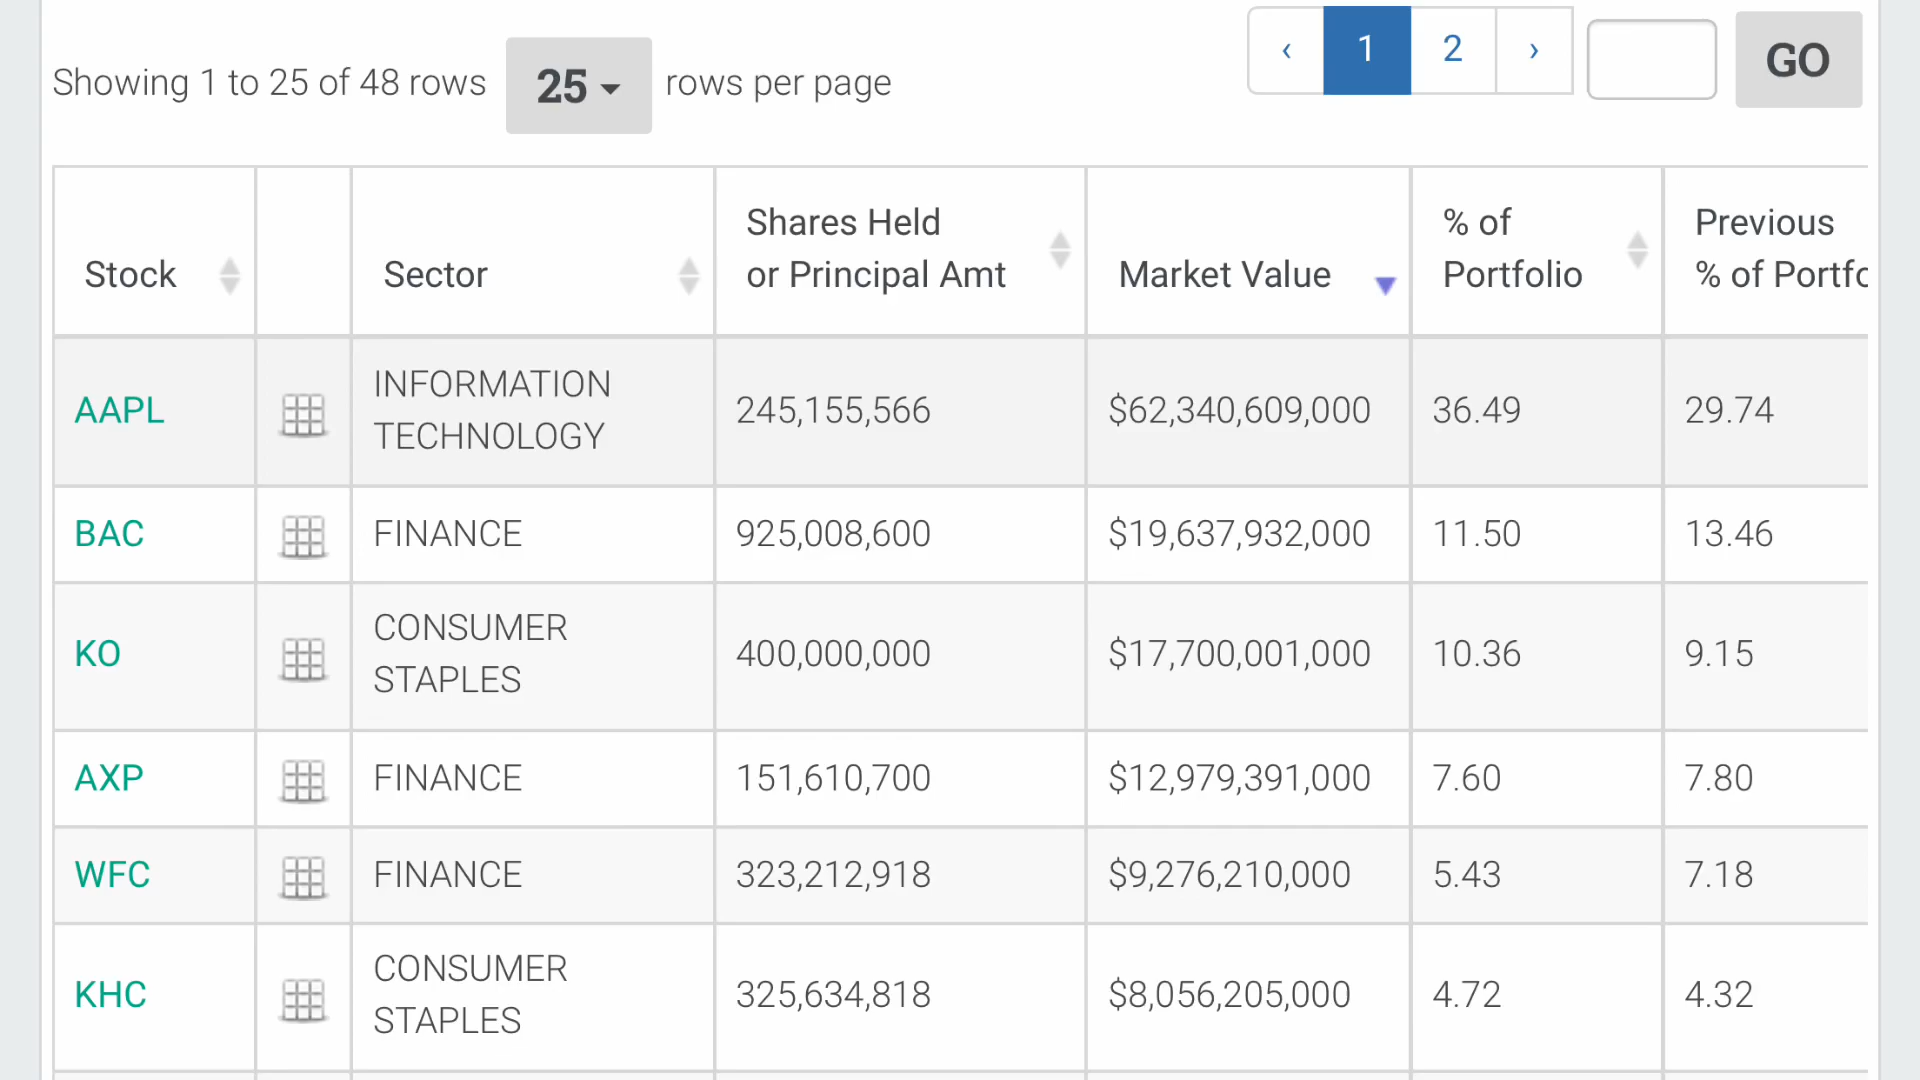 Showing 1 to 25 of 48 rows 25 rows per page ‹ 1 2 › GO
Stock Sector Shares Held or Principal Amt Market Value % of Portfolio Previous % of Portfo
AAPL INFORMATION TECHNOLOGY 245,155,566 $62,340,609,000 36.49 29.74
BAC FINANCE 925,008,600 $19,637,932,000 11.50 13.46
KO CONSUMER STAPLES 400,000,000 $17,700,001,000 10.36 9.15
AXP FINANCE 151,610,700 $12,979,391,000 7.60 7.80
WFC FINANCE 323,212,918 $9,276,210,000 5.43 7.18
KHC CONSUMER STAPLES 325,634,818 $8,056,205,000 4.72 4.32